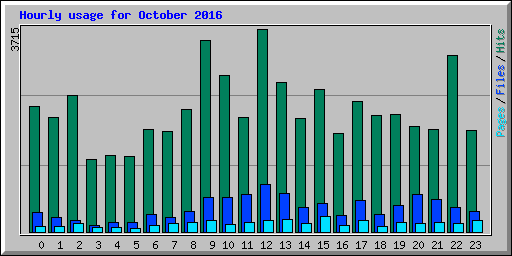 Hourly usage for October 2016
3715
0 1 2 3 4 5 6 7 8 9 10 11 12 13 14 15 16 17 18 19 20 21 22 23
Pages/Files/Hits